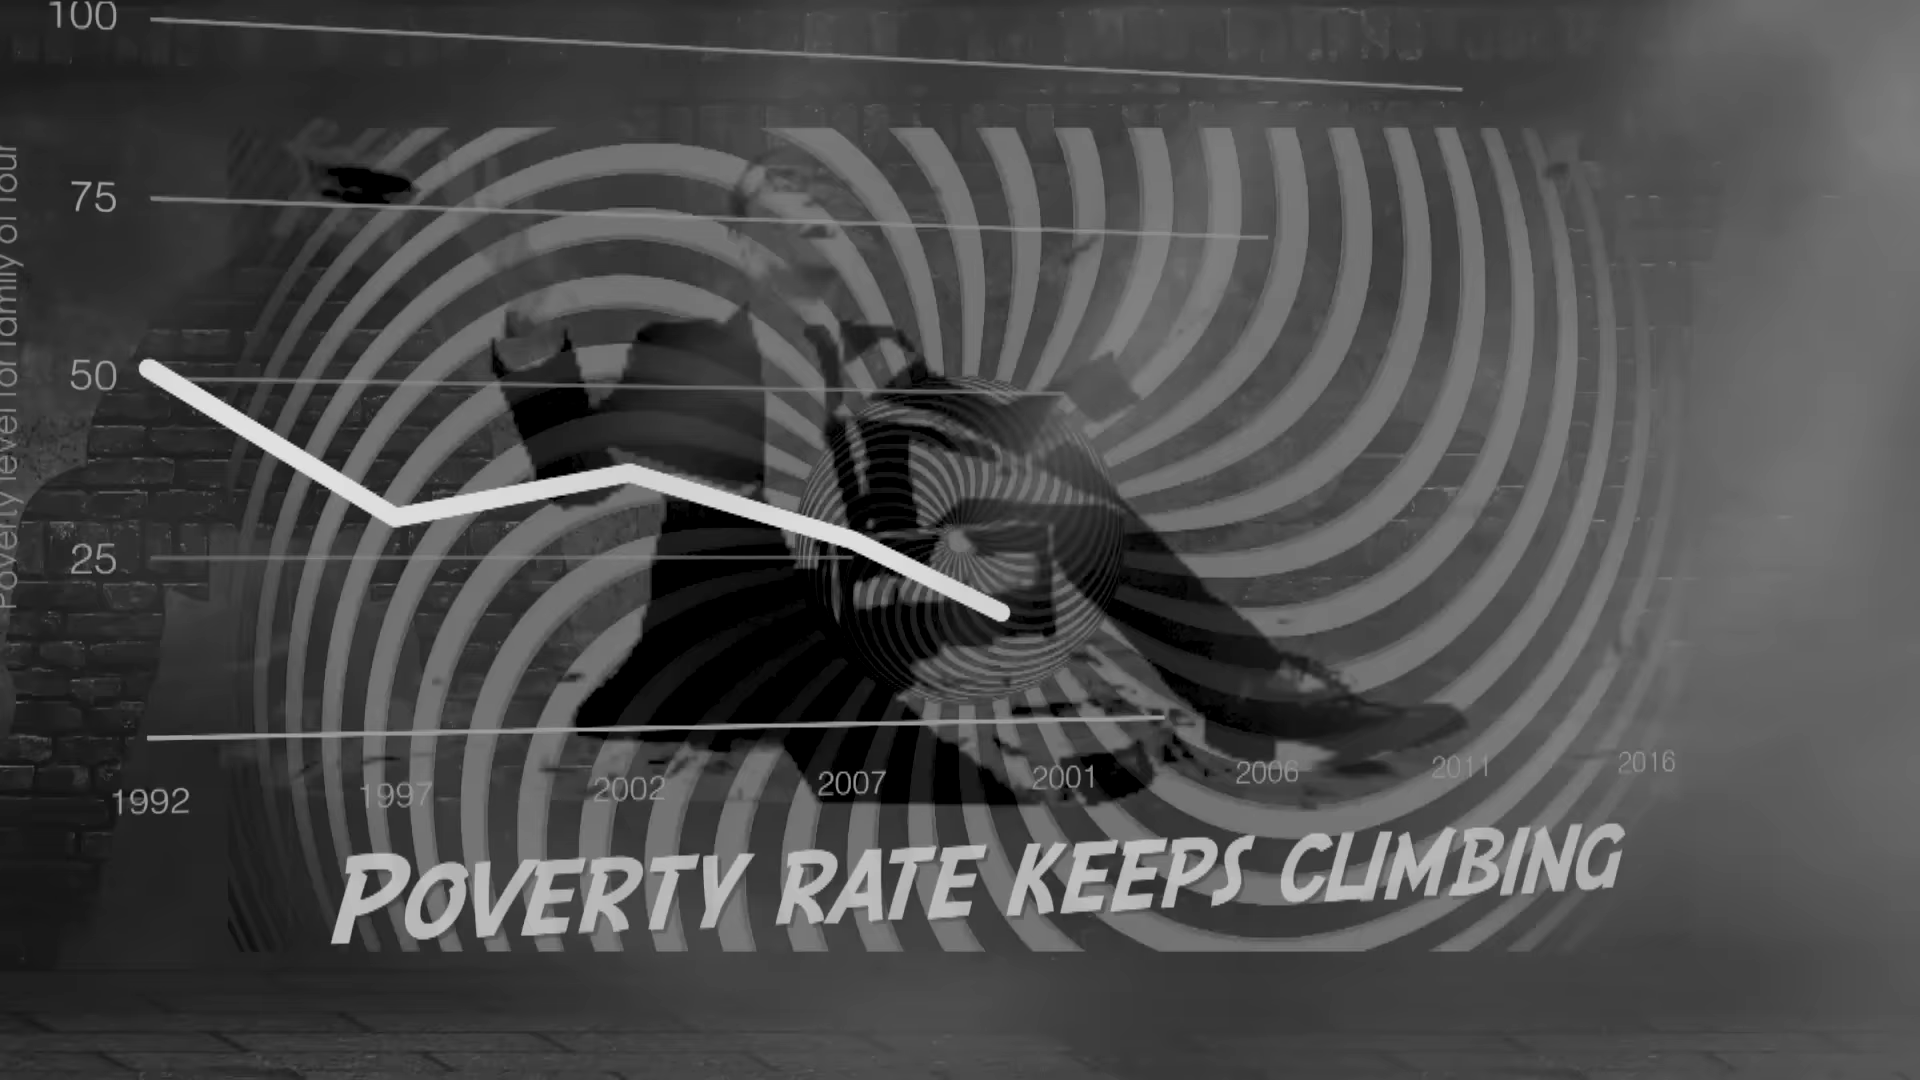 100
75
50
25
Poverty level for family of four
1992 1997 2002 2007 2001 2006 2011 2016
POVERTY RATE KEEPS CLIMBING